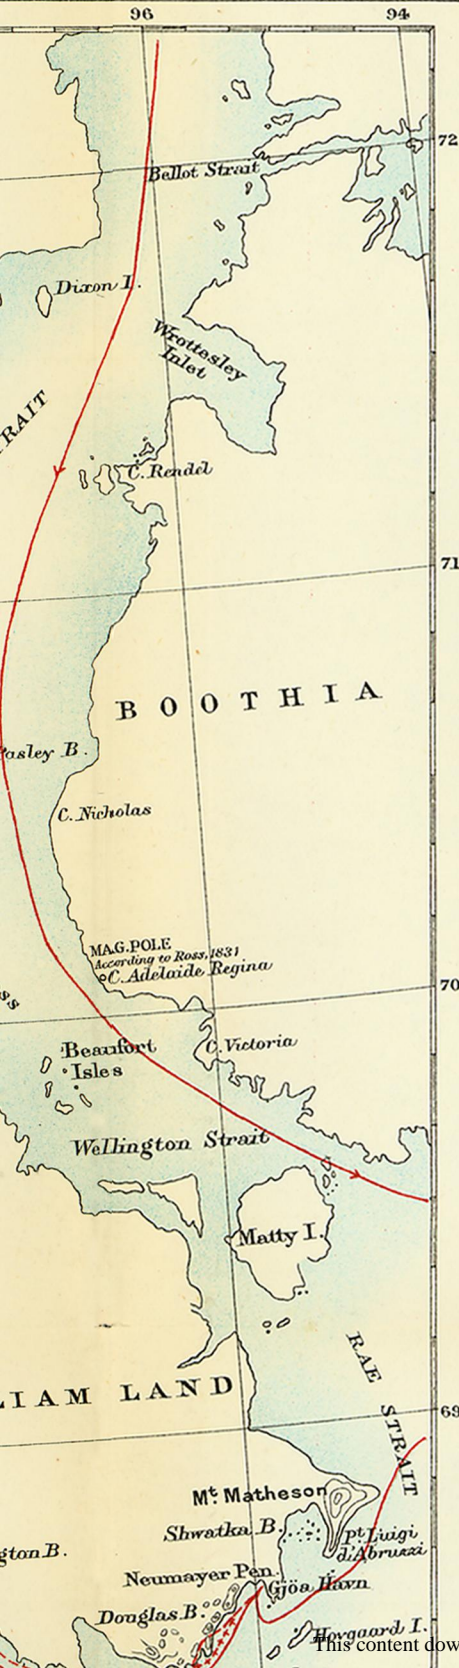 96 94
72
Bellot Strait
Dixon I.
Wrottesley
Inlet
RAIT
C. Rendel
71
BOOTHIA
Pasley B.
C. Nicholas
MAG. POLE
According to Ross, 1831
C. Adelaide Regina
70
ss
C. Victoria
Beaufort
Isles
Wellington Strait
Matty I.
RAE STRAIT
LIAM LAND
69
Mt. Matheson
Shwatka B.
Pt Luigi
d'Abruzzi
gton B.
Neumayer Pen.
Gjöa Havn
Douglas B.
Hovgaard I.
This content dow